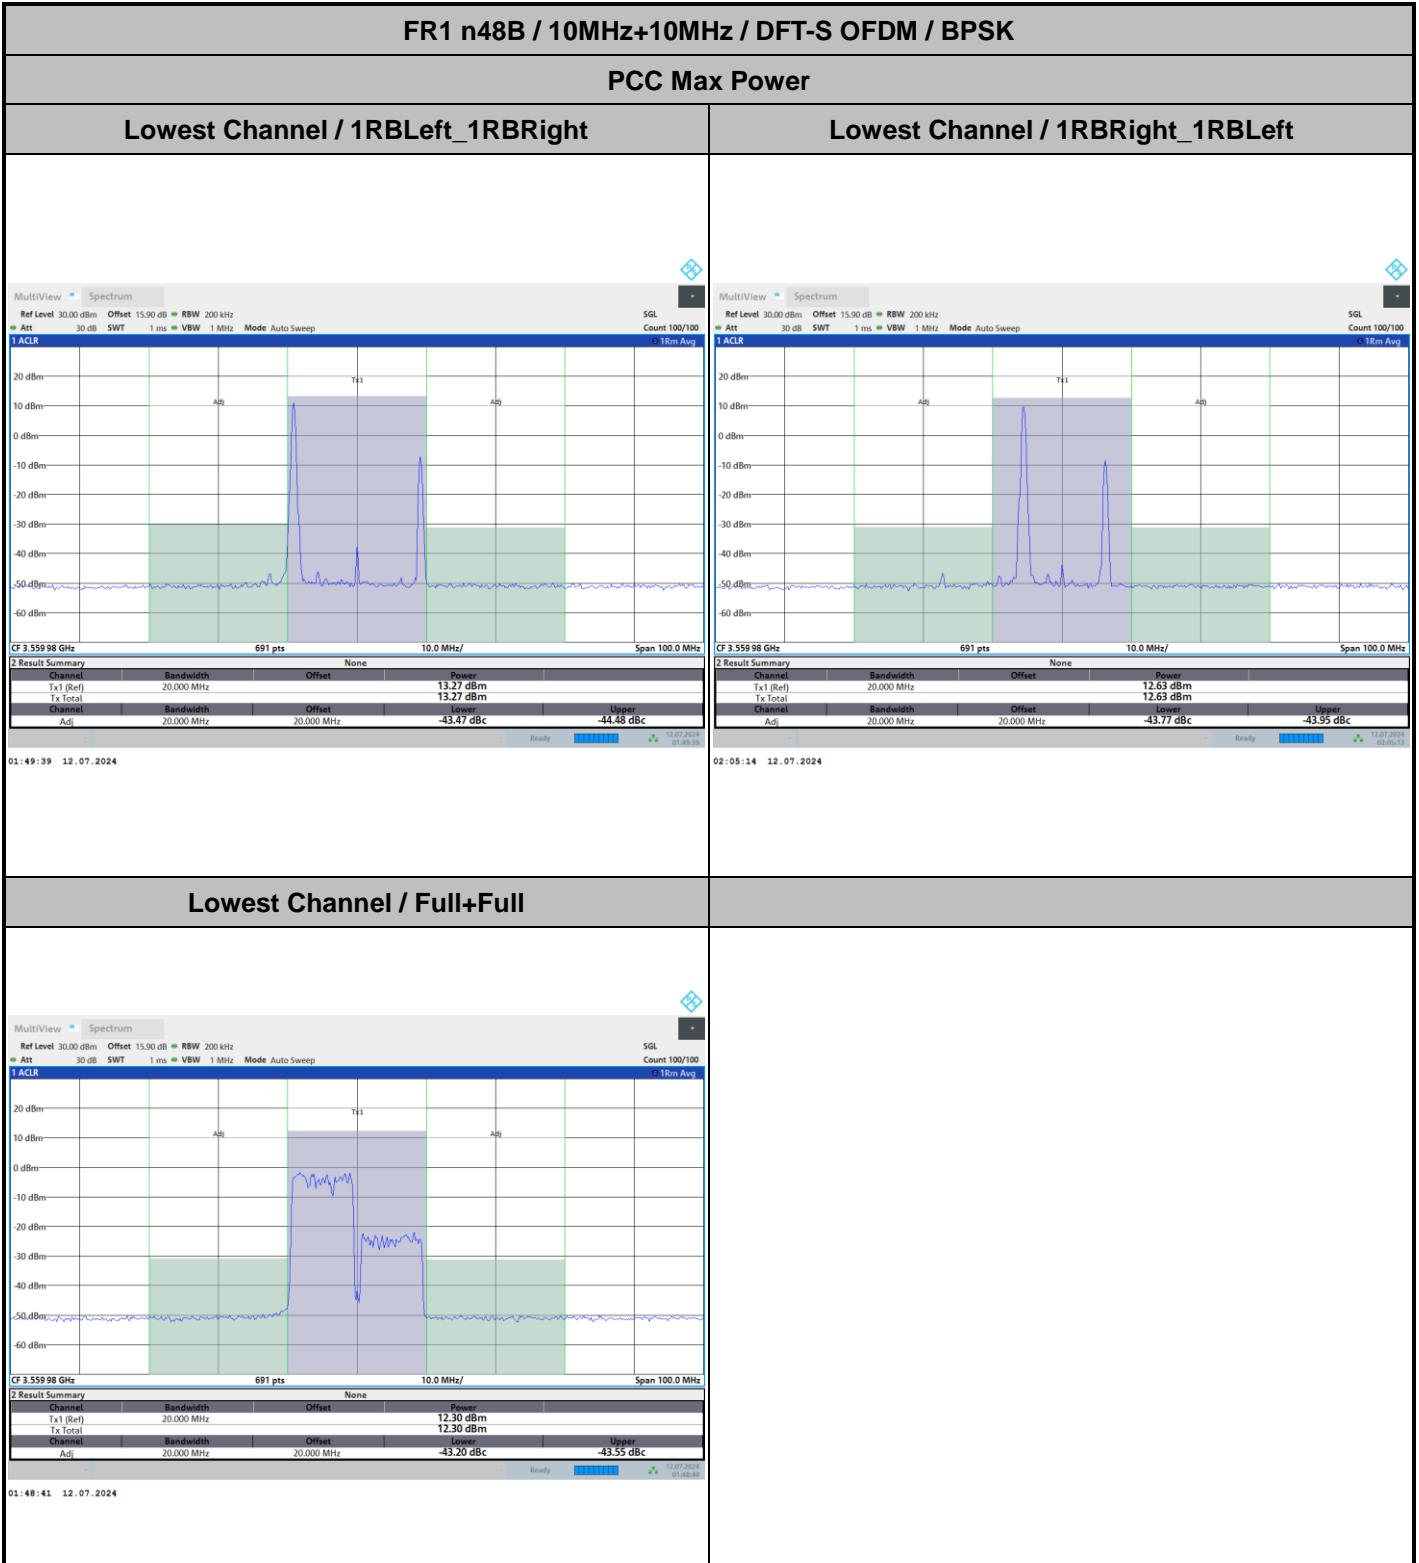 FR1 n48B / 10MHz+10MHz / DFT-S OFDM / BPSK
PCC Max Power
Lowest Channel / 1RBLeft_1RBRight
MultiView Spectrum
Ref Level 30.00 dBm Offset 15.90 dB RBW 200 kHz SGL
Att 30 dB SWT 1 ms VBW 1 MHz Mode Auto Sweep Count 100/100
1 ACLR 1Rm Avg
Tx1
Adj Adj
20 dBm
10 dBm
0 dBm
-10 dBm
-20 dBm
-30 dBm
-40 dBm
-50 dBm
-60 dBm
CF 3.559 98 GHz 691 pts 10.0 MHz/ Span 100.0 MHz
2 Result Summary None
Channel Bandwidth Offset Power
Tx1 (Ref) 20.000 MHz 13.27 dBm
Tx Total 13.27 dBm
Channel Bandwidth Offset Lower Upper
Adj 20.000 MHz 20.000 MHz -43.47 dBc -44.48 dBc
Ready 12.07.2024
01:49:39
01:49:39 12.07.2024
Lowest Channel / 1RBRight_1RBLeft
MultiView Spectrum
Ref Level 30.00 dBm Offset 15.90 dB RBW 200 kHz SGL
Att 30 dB SWT 1 ms VBW 1 MHz Mode Auto Sweep Count 100/100
1 ACLR 1Rm Avg
Tx1
Adj Adj
20 dBm
10 dBm
0 dBm
-10 dBm
-20 dBm
-30 dBm
-40 dBm
-50 dBm
-60 dBm
CF 3.559 98 GHz 691 pts 10.0 MHz/ Span 100.0 MHz
2 Result Summary None
Channel Bandwidth Offset Power
Tx1 (Ref) 20.000 MHz 12.63 dBm
Tx Total 12.63 dBm
Channel Bandwidth Offset Lower Upper
Adj 20.000 MHz 20.000 MHz -43.77 dBc -43.95 dBc
Ready 12.07.2024
02:05:13
02:05:14 12.07.2024
Lowest Channel / Full+Full
MultiView Spectrum
Ref Level 30.00 dBm Offset 15.90 dB RBW 200 kHz SGL
Att 30 dB SWT 1 ms VBW 1 MHz Mode Auto Sweep Count 100/100
1 ACLR 1Rm Avg
Tx1
Adj Adj
20 dBm
10 dBm
0 dBm
-10 dBm
-20 dBm
-30 dBm
-40 dBm
-50 dBm
-60 dBm
CF 3.559 98 GHz 691 pts 10.0 MHz/ Span 100.0 MHz
2 Result Summary None
Channel Bandwidth Offset Power
Tx1 (Ref) 20.000 MHz 12.30 dBm
Tx Total 12.30 dBm
Channel Bandwidth Offset Lower Upper
Adj 20.000 MHz 20.000 MHz -43.20 dBc -43.55 dBc
Ready 12.07.2024
01:48:40
01:48:41 12.07.2024